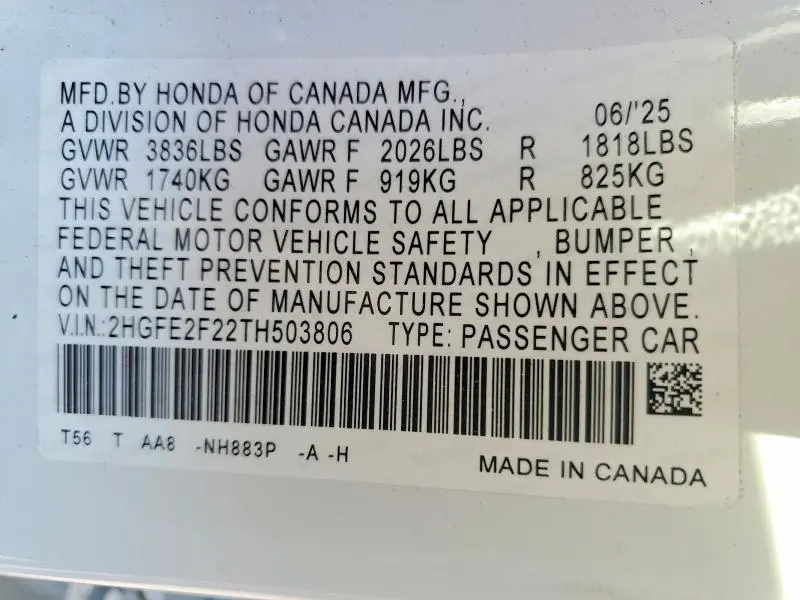 MFD.BY HONDA OF CANADA MFG.,
A DIVISION OF HONDA CANADA INC. 06/'25
GVWR 3836LBS GAWR F 2026LBS R 1818LBS
GVWR 1740KG GAWR F 919KG R 825KG
THIS VEHICLE CONFORMS TO ALL APPLICABLE
FEDERAL MOTOR VEHICLE SAFETY , BUMPER ,
AND THEFT PREVENTION STANDARDS IN EFFECT
ON THE DATE OF MANUFACTURE SHOWN ABOVE.
V.I.N.:2HGFE2F22TH503806 TYPE: PASSENGER CAR
T56 T AA8 -NH883P -A -H
MADE IN CANADA